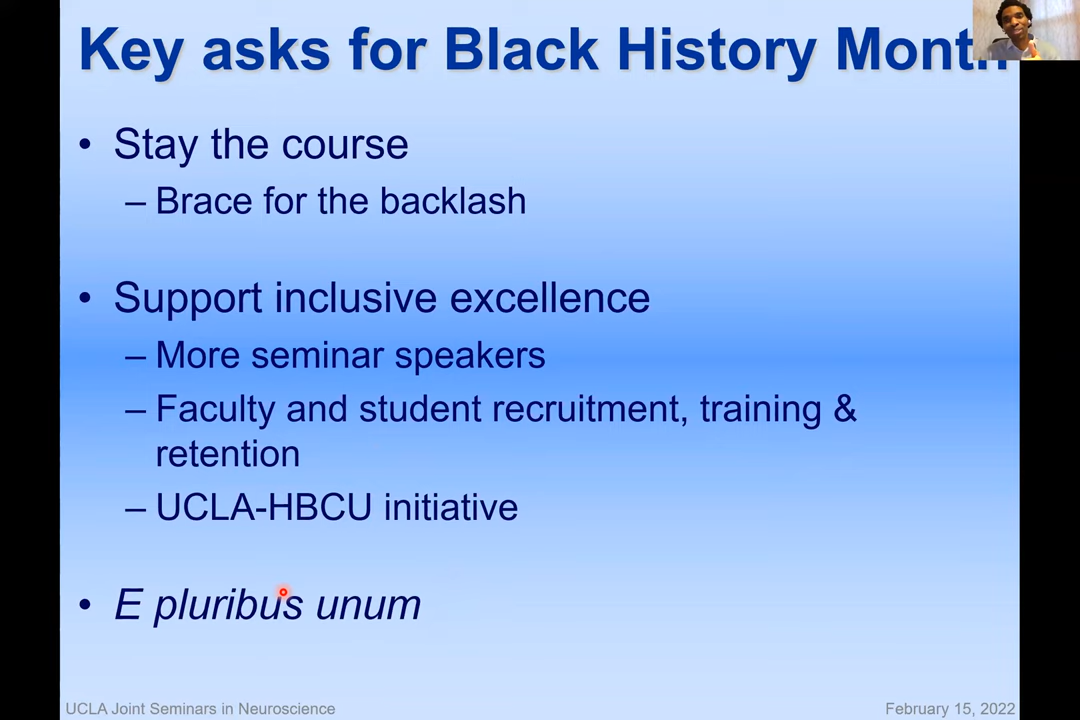 Key asks for Black History Month
• Stay the course
– Brace for the backlash
• Support inclusive excellence
– More seminar speakers
– Faculty and student recruitment, training &
retention
– UCLA-HBCU initiative
• E pluribus unum
UCLA Joint Seminars in Neuroscience
February 15, 2022